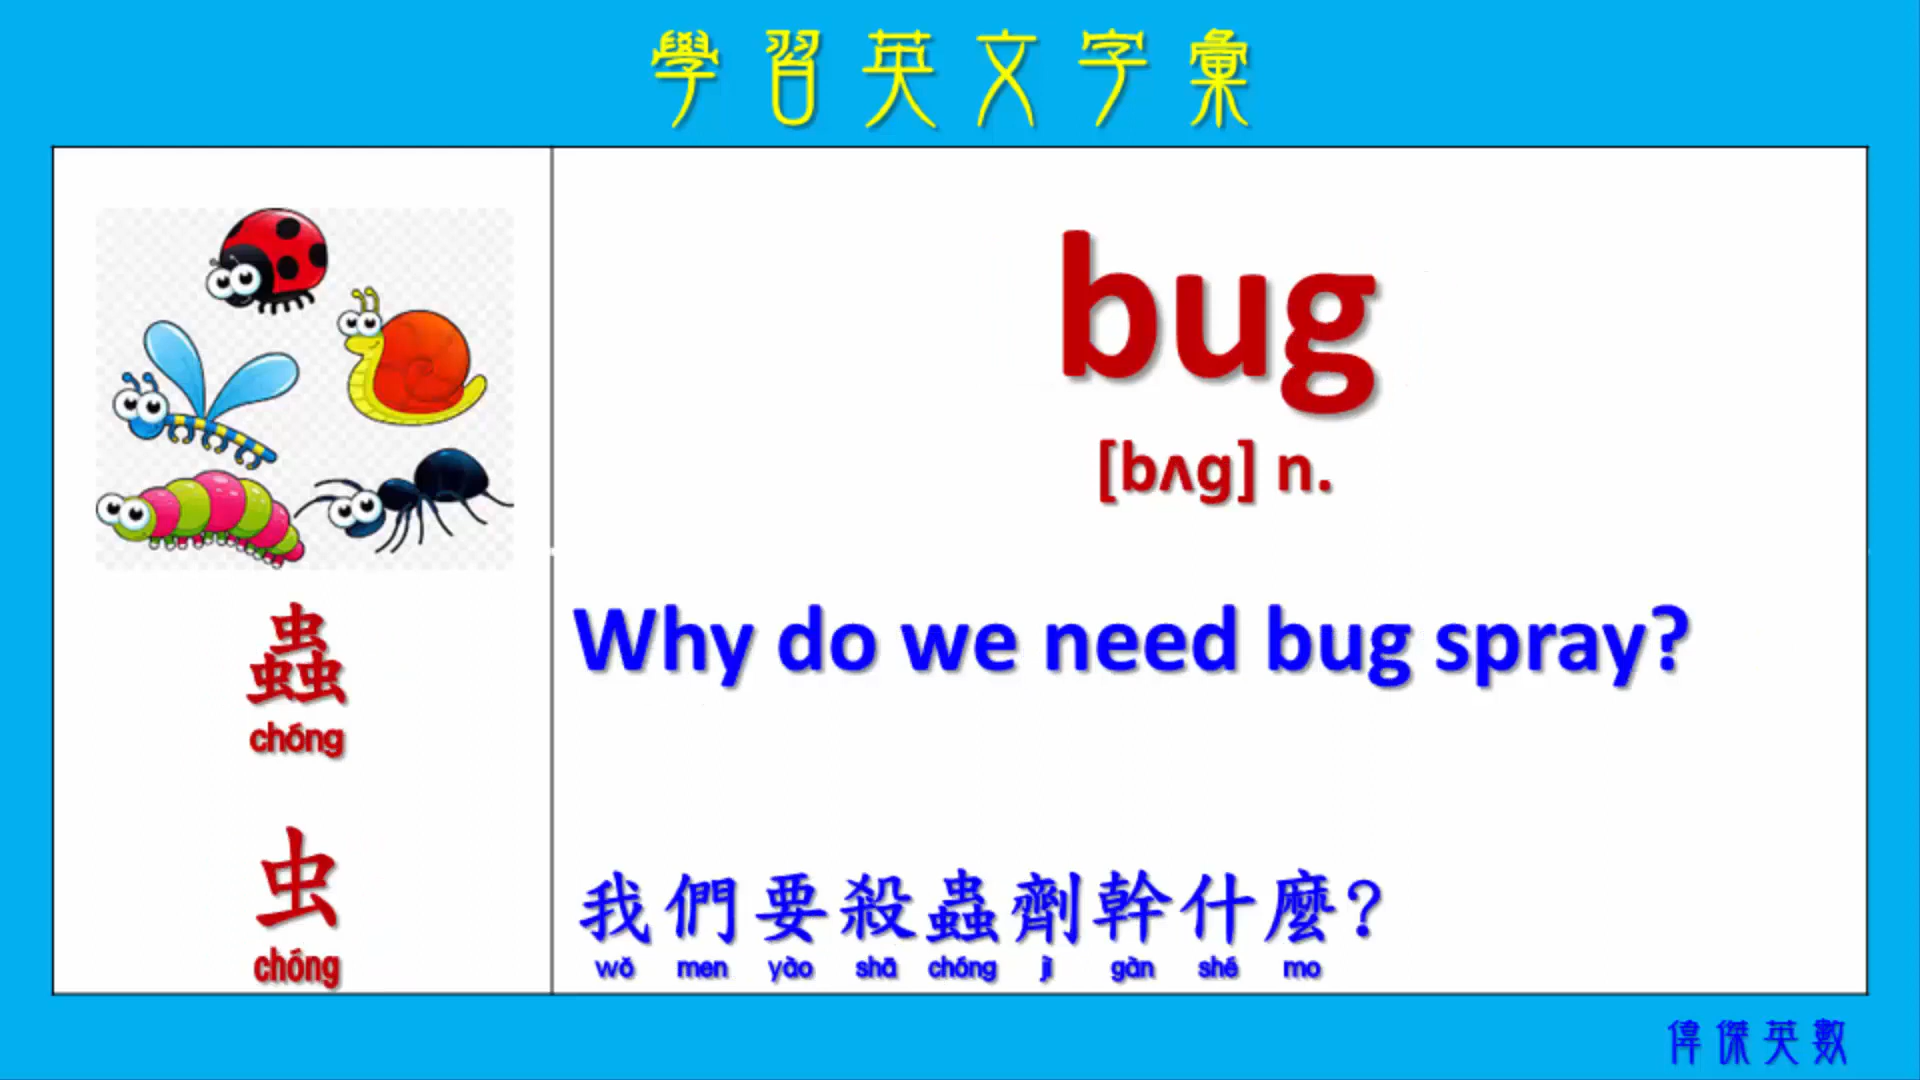 學習英文字彙
bug
[bʌg] n.
蟲
chóng
虫
chóng
Why do we need bug spray?
我們要殺蟲劑幹什麼?
wǒ men yào shā chóng jì gàn shé mo
偉傑英數